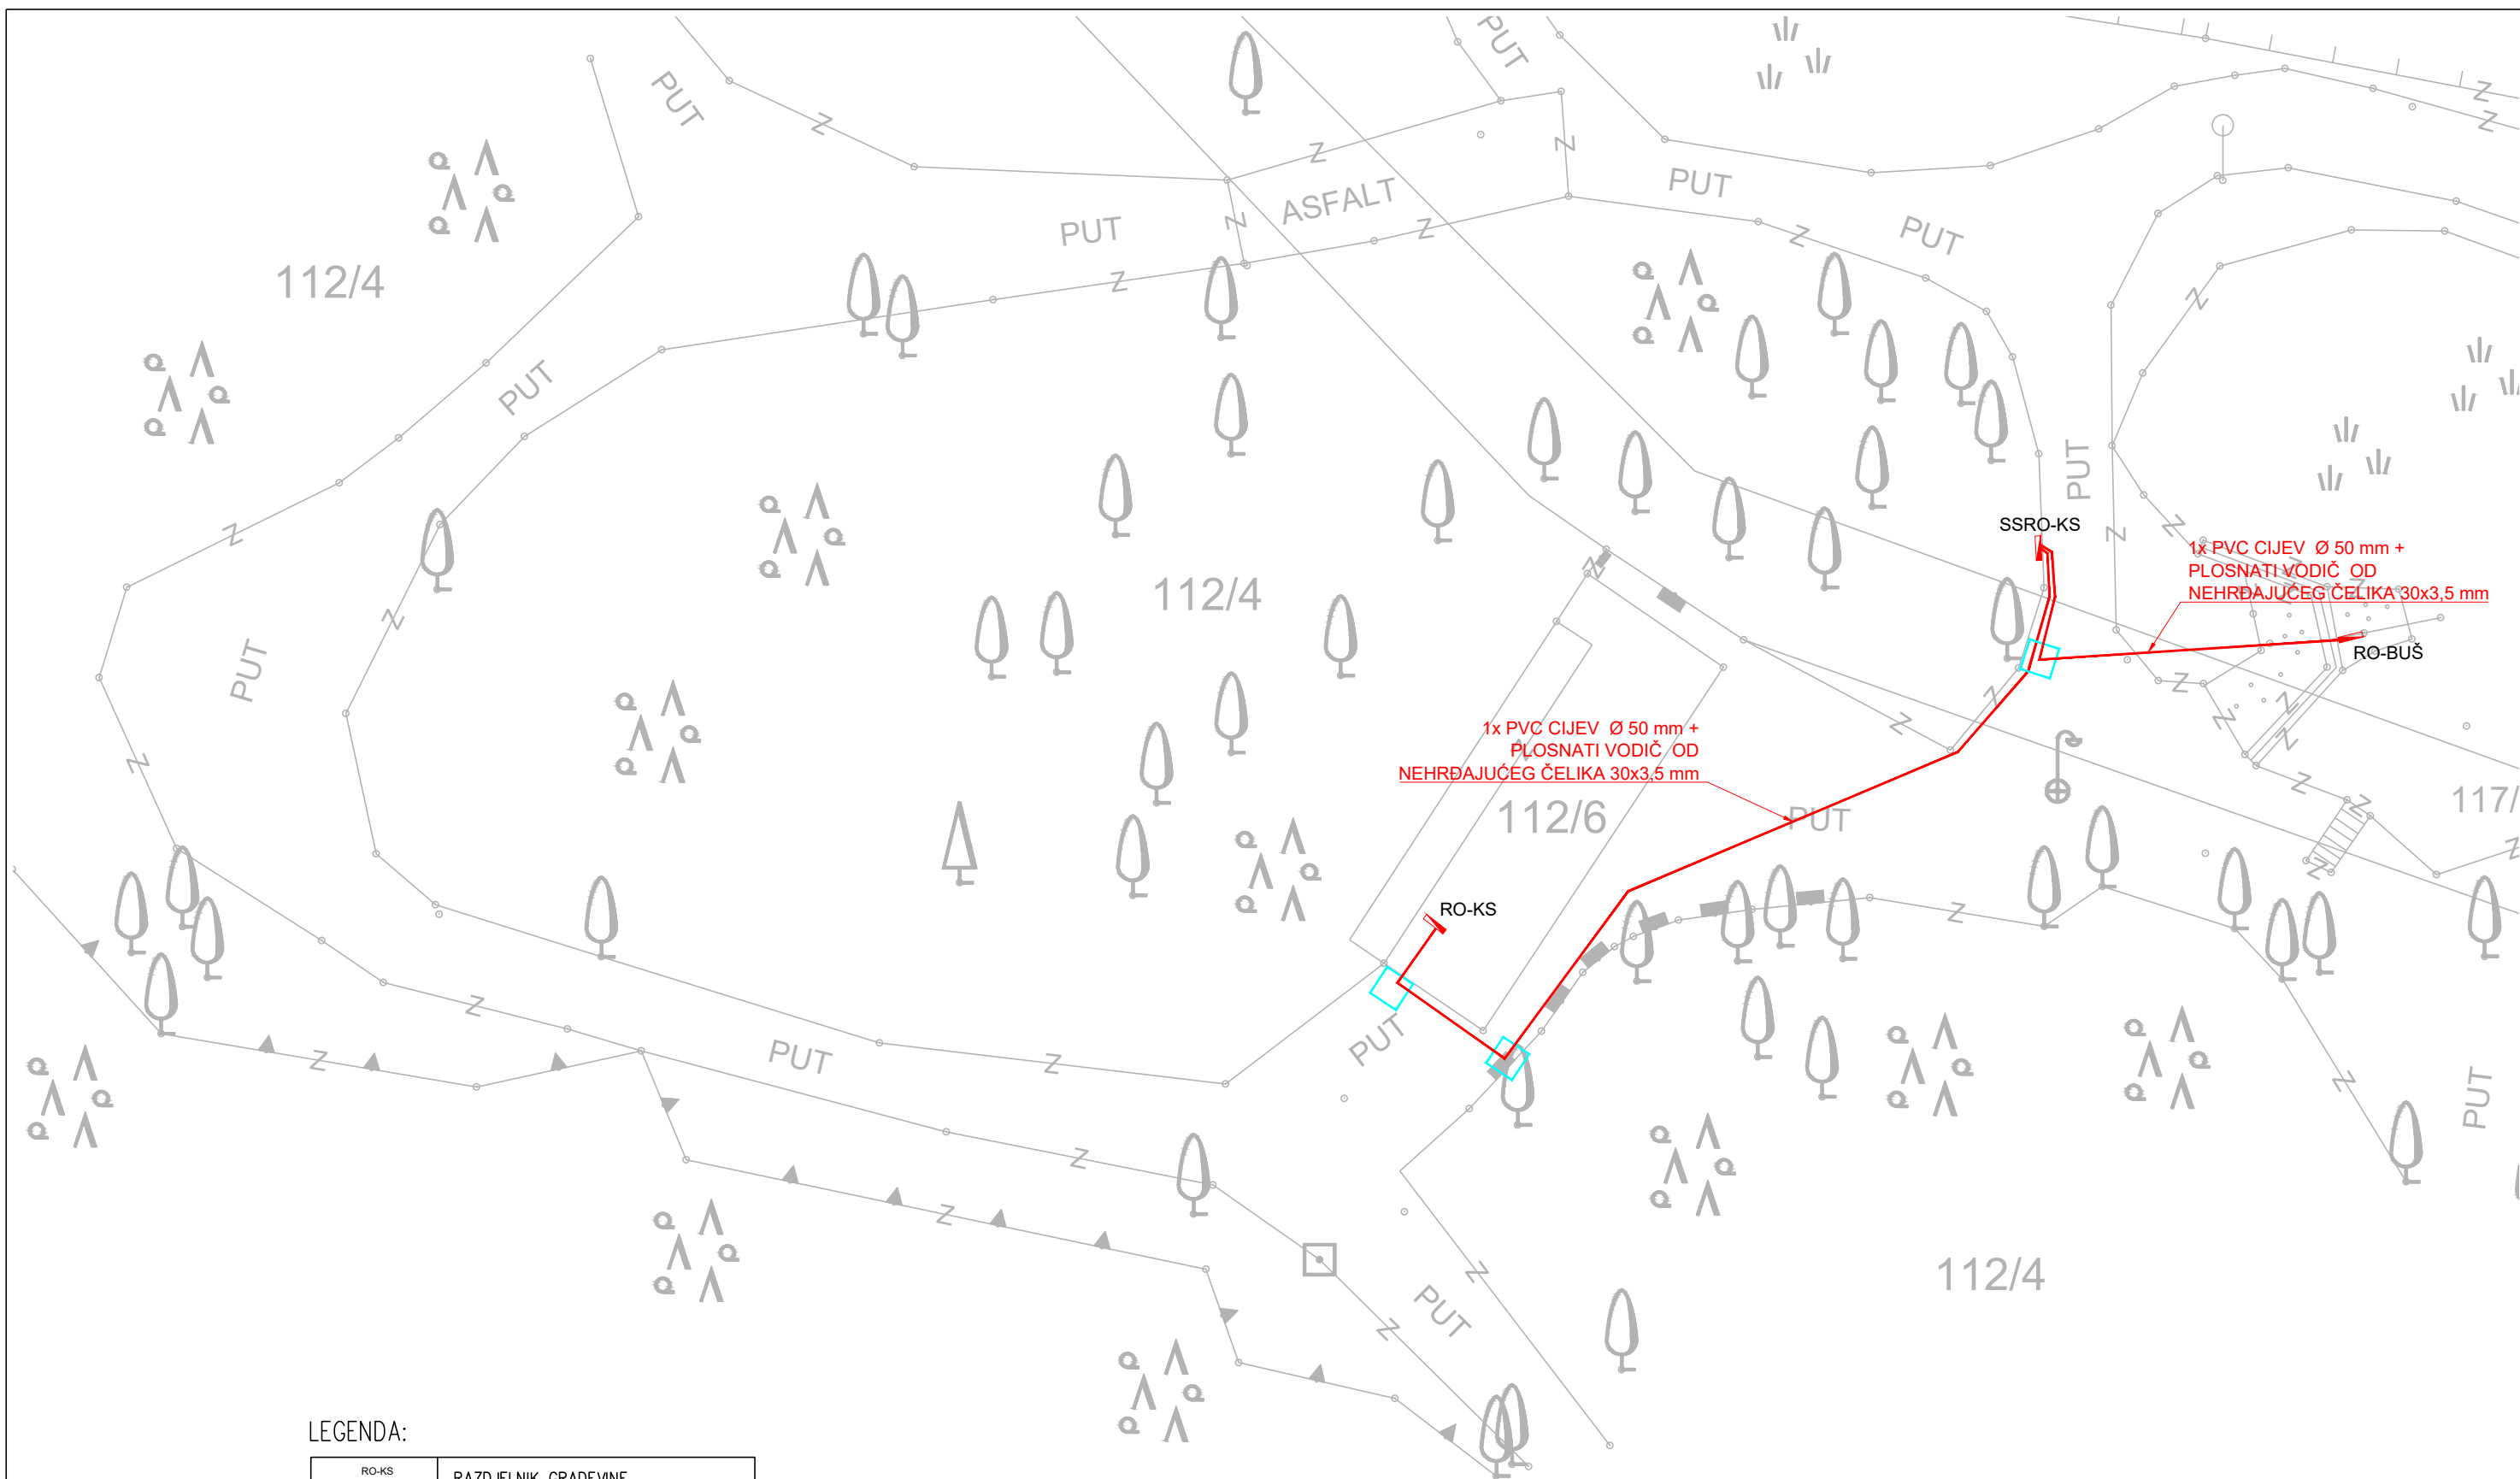 PUT
PUT
Z
Z
Z
Z
Z
Z
ASFALT
PUT
PUT
PUT
Z
Z
Z
Z
112/4
Z
PUT
PUT
Z
Z
Z
SSRO-KS
1x PVC CIJEV Ø 50 mm +
PLOSNATI VODIČ OD
NEHRĐAJUĆEG ČELIKA 30x3,5 mm
RO-BUŠ
Z
112/4
Z
Z
PUT
Z
Z
Z
Z
Z
1x PVC CIJEV Ø 50 mm +
PLOSNATI VODIČ OD
NEHRĐAJUĆEG ČELIKA 30x3,5 mm
112/6
PUT
117/
Z
Z
Z
Z
Z
Z
RO-KS
Z
Z
PUT
PUT
Z
Z
Z
PUT
Z
Z
Z
PUT
Z
112/4
LEGENDA:
RO-KS
RAZDJELNIK GRAĐEVINE